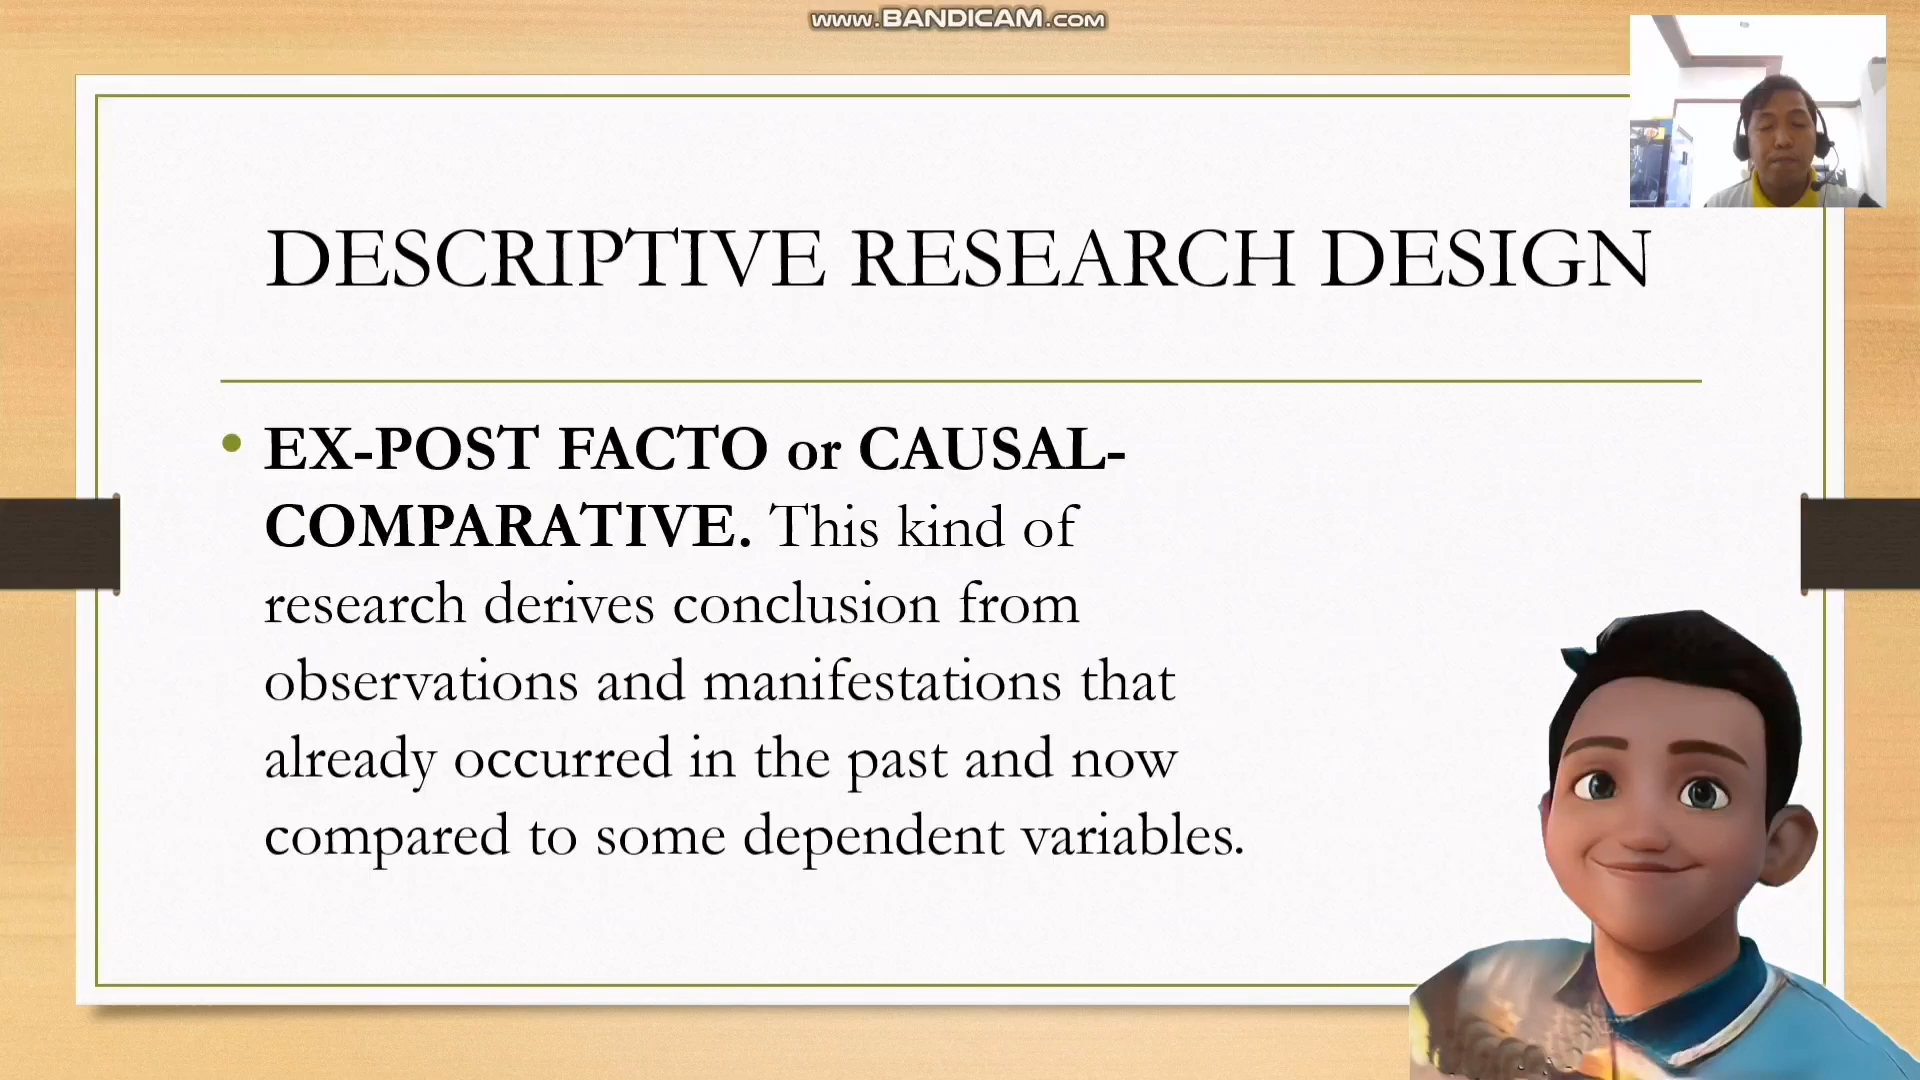 www.BANDICAM.com
DESCRIPTIVE RESEARCH DESIGN
• EX-POST FACTO or CAUSAL-
COMPARATIVE. This kind of
research derives conclusion from
observations and manifestations that
already occurred in the past and now
compared to some dependent variables.